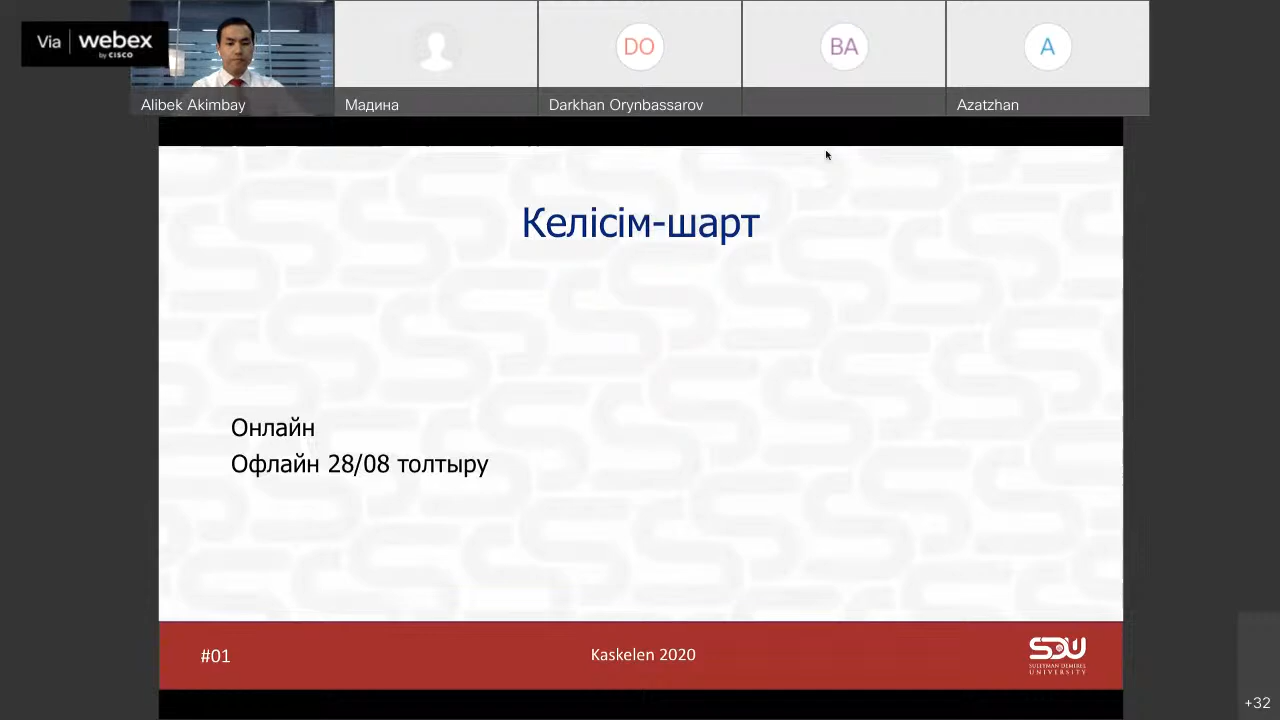 Via webex
by CISCO
DO
BA
A
Alibek Akimbay
Мадина
Darkhan Orynbassarov
Azatzhan
Келісім-шарт
Онлайн
Офлайн 28/08 толтыру
#01
Kaskelen 2020
SDU
SULEYMAN DEMIREL
UNIVERSITY
+32